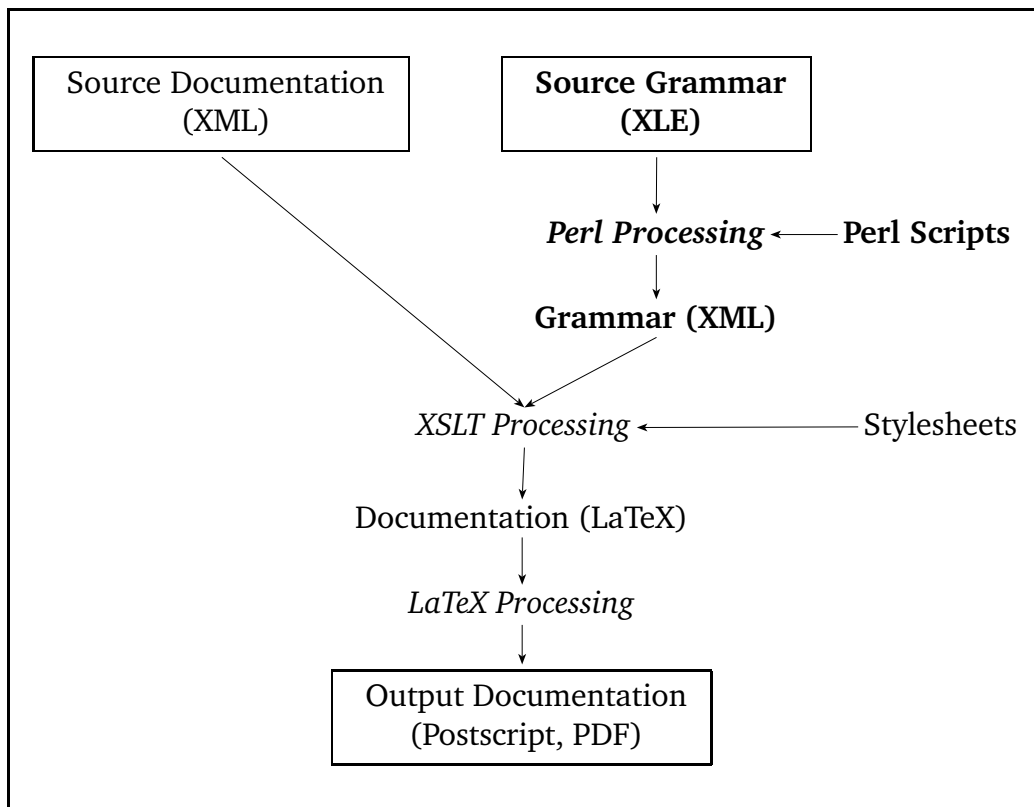 Source Documentation
(XML)
Source Grammar
(XLE)
Perl Processing
Perl Scripts
Grammar (XML)
XSLT Processing
Stylesheets
Documentation (LaTeX)
LaTeX Processing
Output Documentation
(Postscript, PDF)